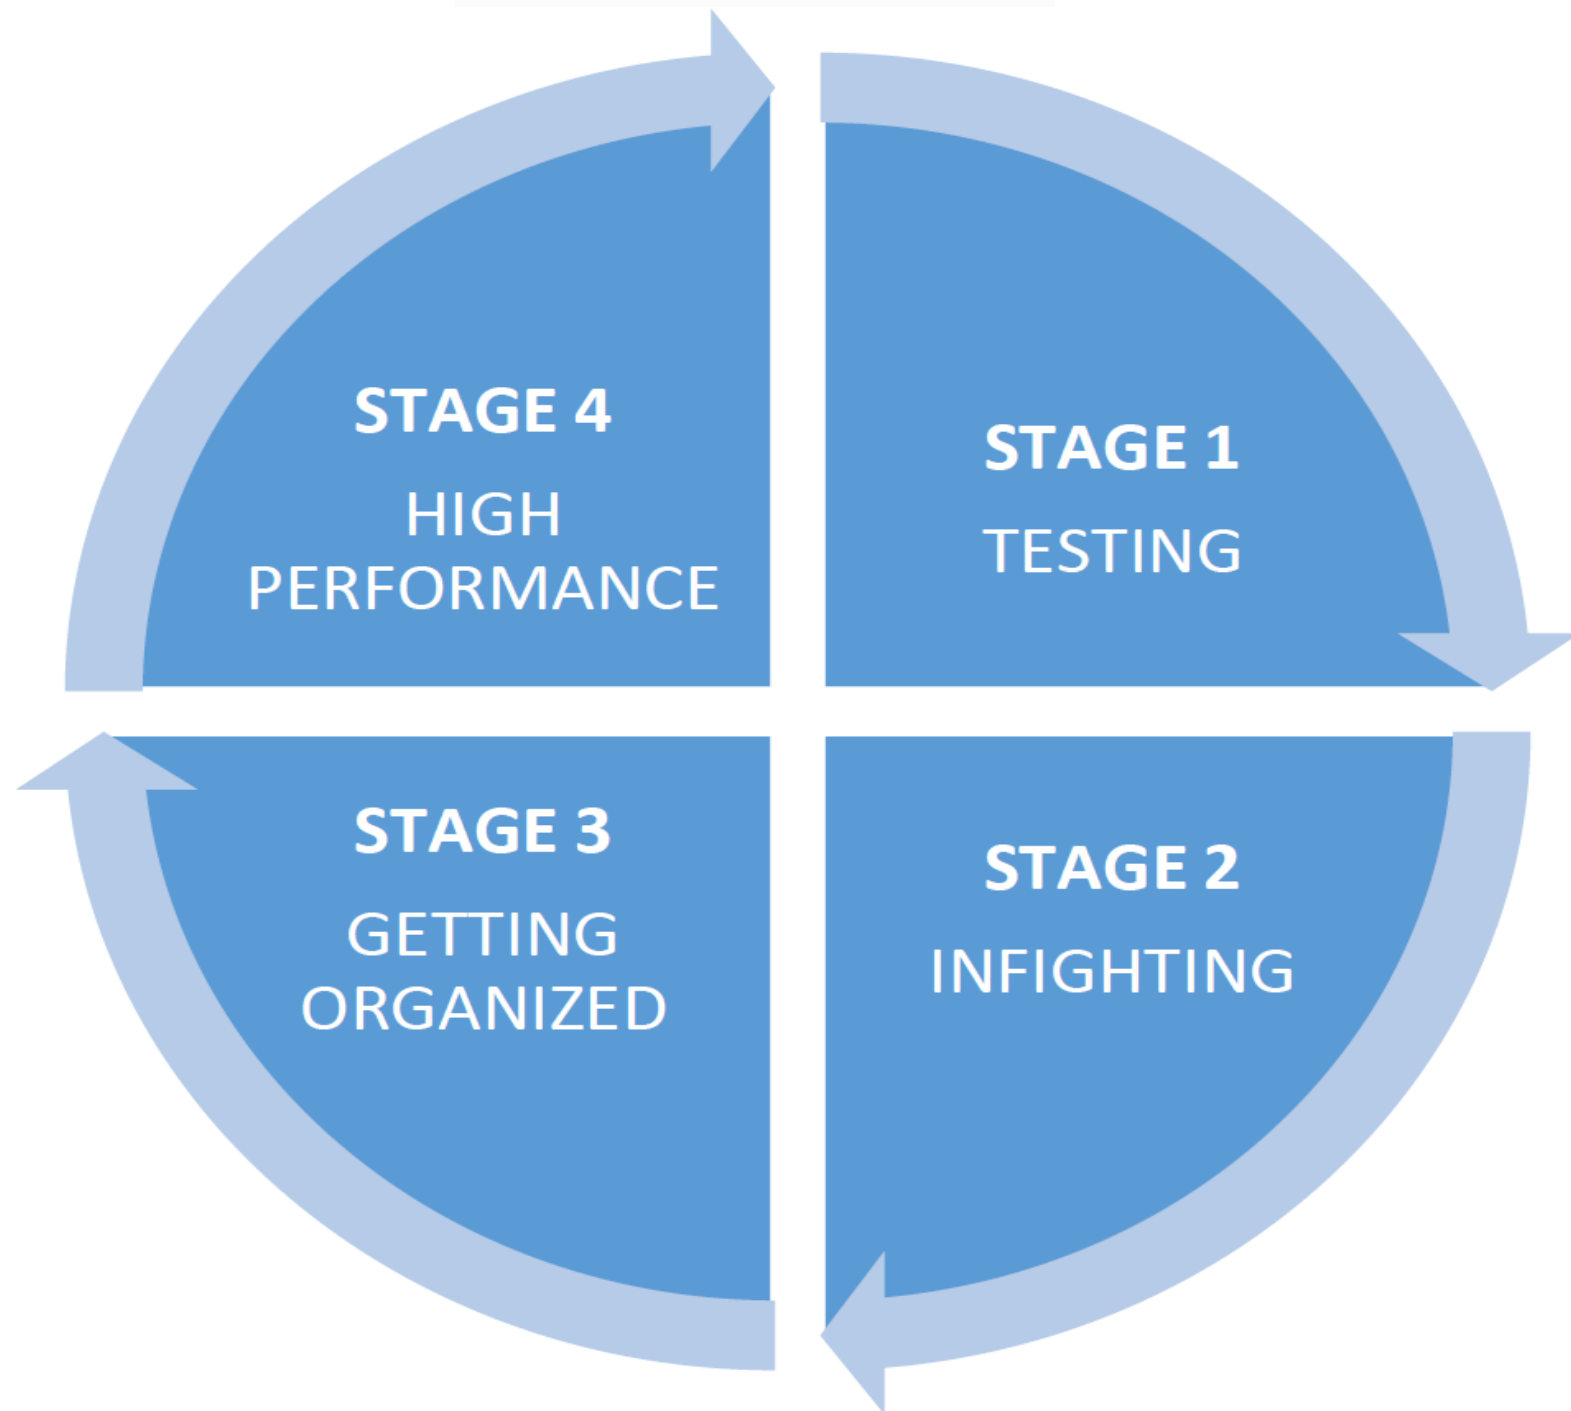 STAGE 4
HIGH
PERFORMANCE
STAGE 1
TESTING
STAGE 3
GETTING
ORGANIZED
STAGE 2
INFIGHTING